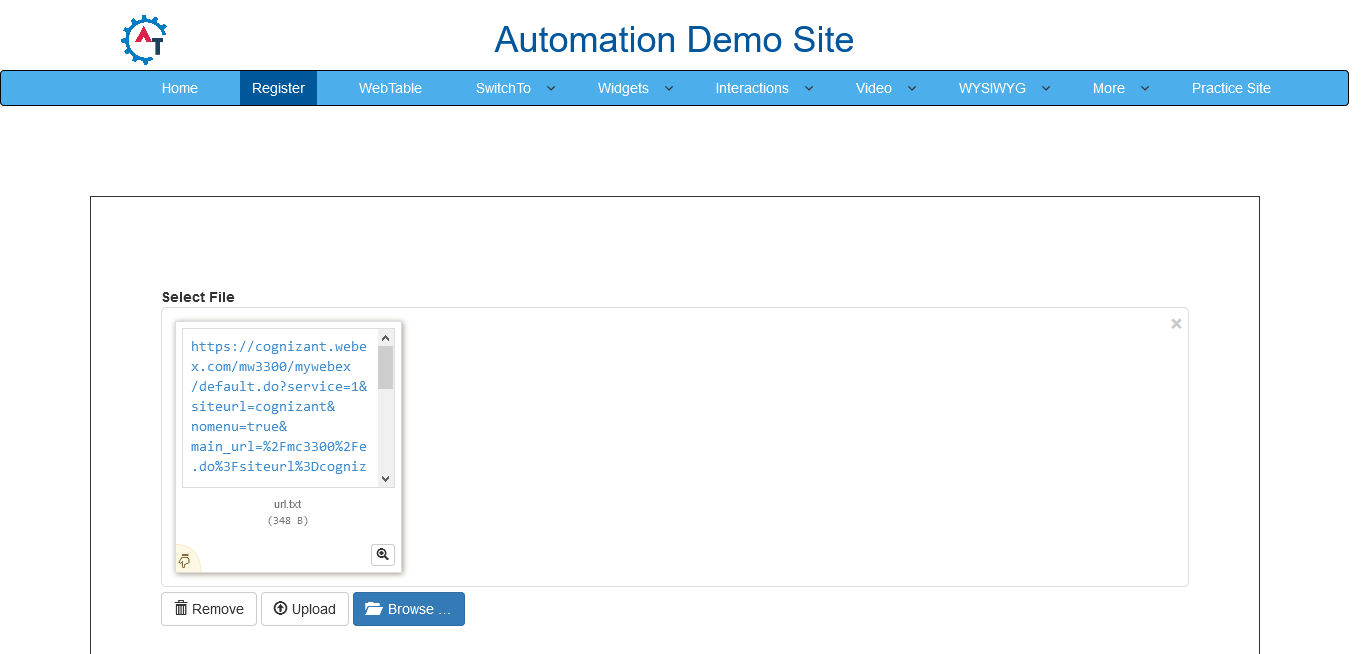 AT
Automation Demo Site
Home Register WebTable SwitchTo Widgets Interactions Video WYSIWYG More Practice Site
Select File
https://cognizant.webe
x.com/mw3300/mywebex
/default.do?service=1&
siteurl=cognizant&
nomenu=true&
main_url=%2Fmc3300%2Fe
.do%3Fsiteurl%3Dcogniz
url.txt
(348 B)
Remove Upload Browse ...